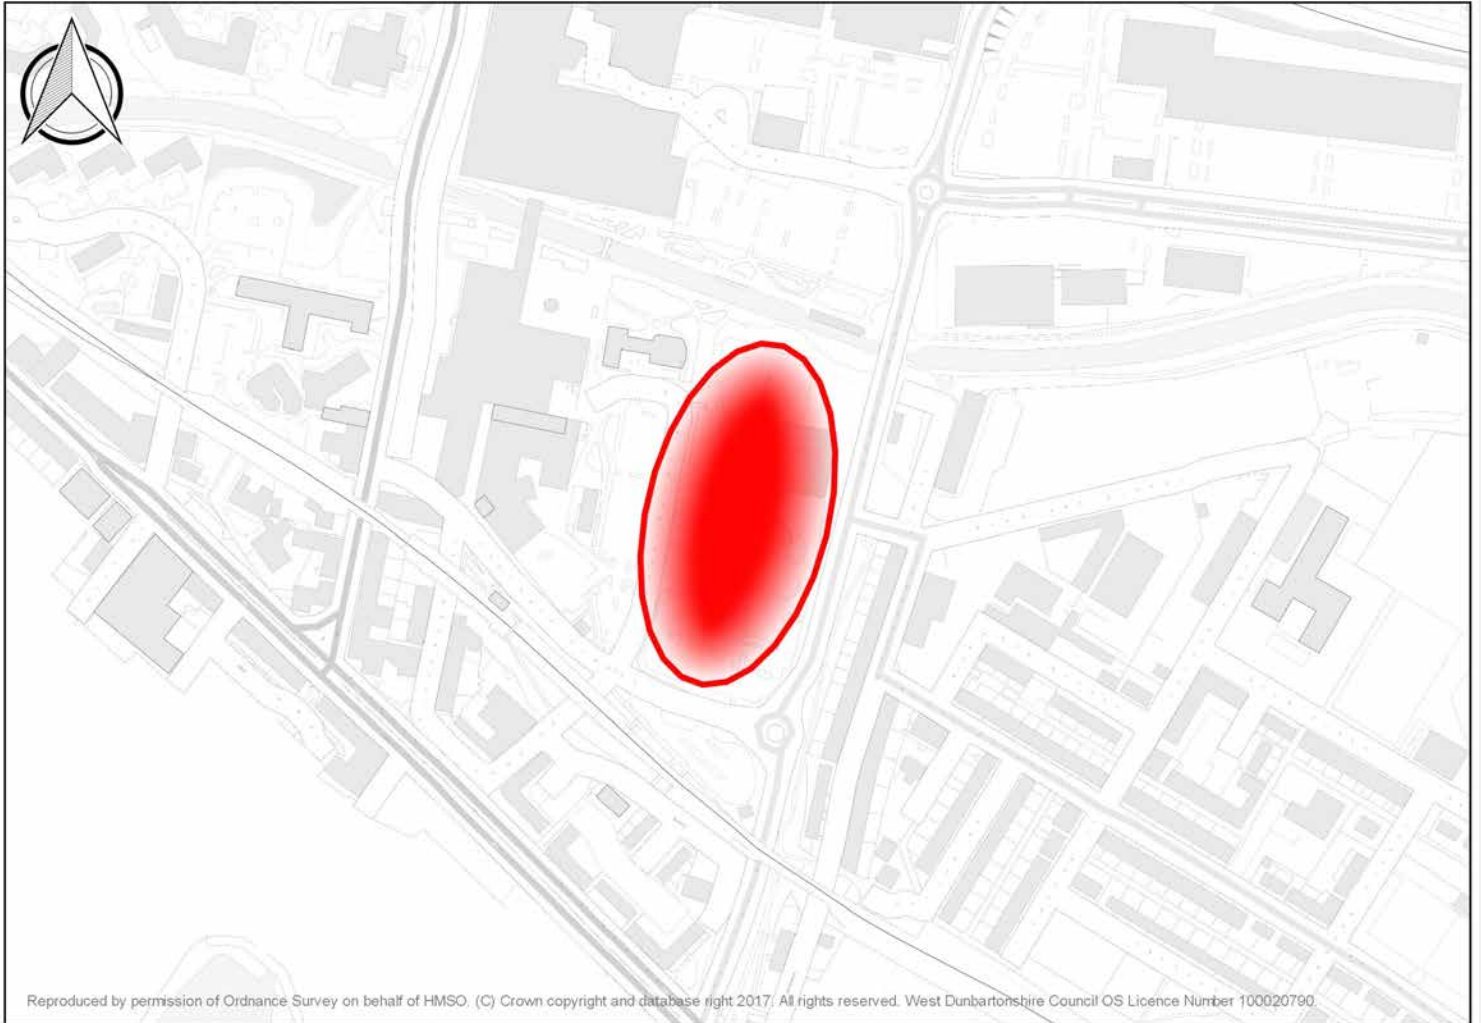 Reproduced by permission of Ordnance Survey on behalf of HMSO. (C) Crown copyright and database right 2017. All rights reserved. West Dunbartonshire Council OS Licence Number 100020790.